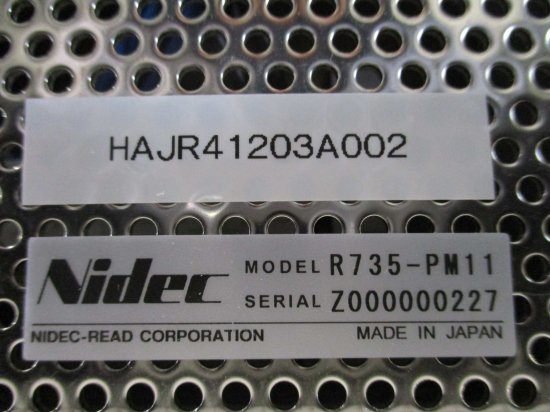 HAJR41203A002
Nidec MODEL R735-PM11
SERIAL Z000000227
NIDEC-READ CORPORATION MADE IN JAPAN